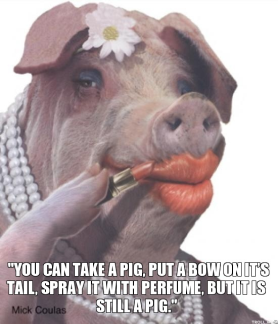 "YOU CAN TAKE A PIG, PUT A BOW ON IT'S
TAIL, SPRAY IT WITH PERFUME, BUT IT IS
STILL A PIG."
Mick Coulas